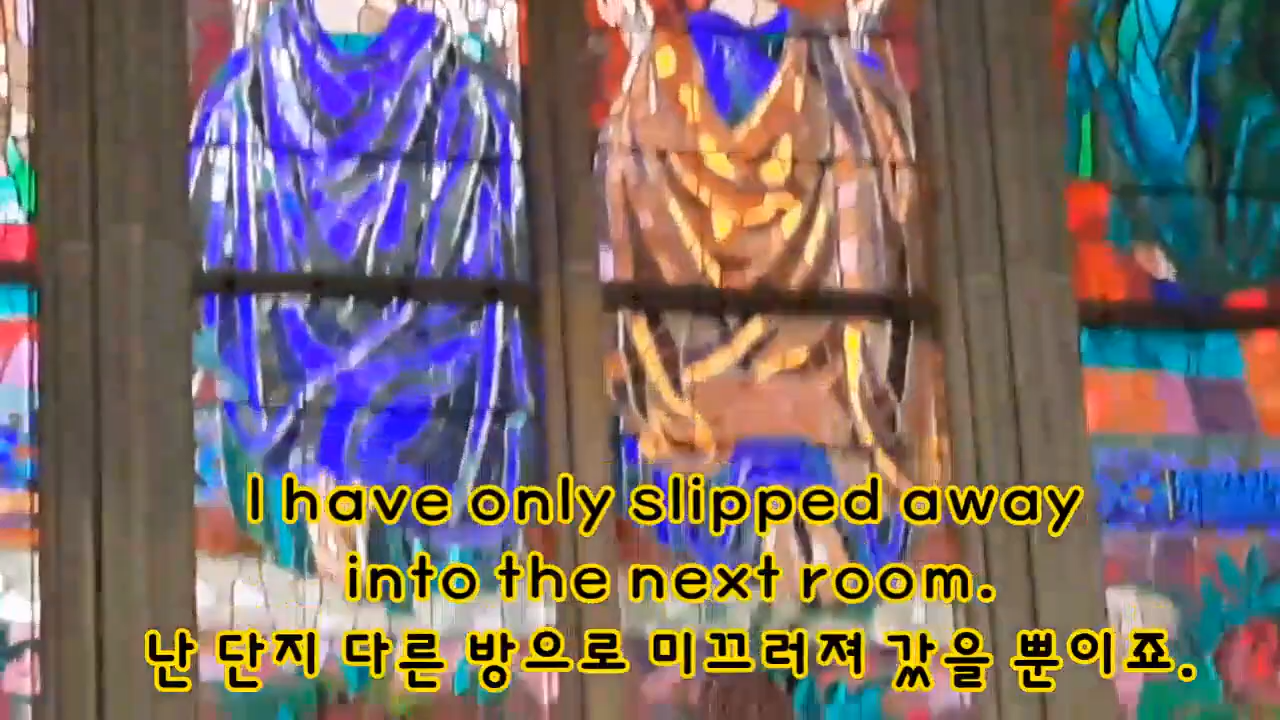 I have only slipped away
into the next room.
난 단지 다른 방으로 미끄러져 갔을 뿐이죠.